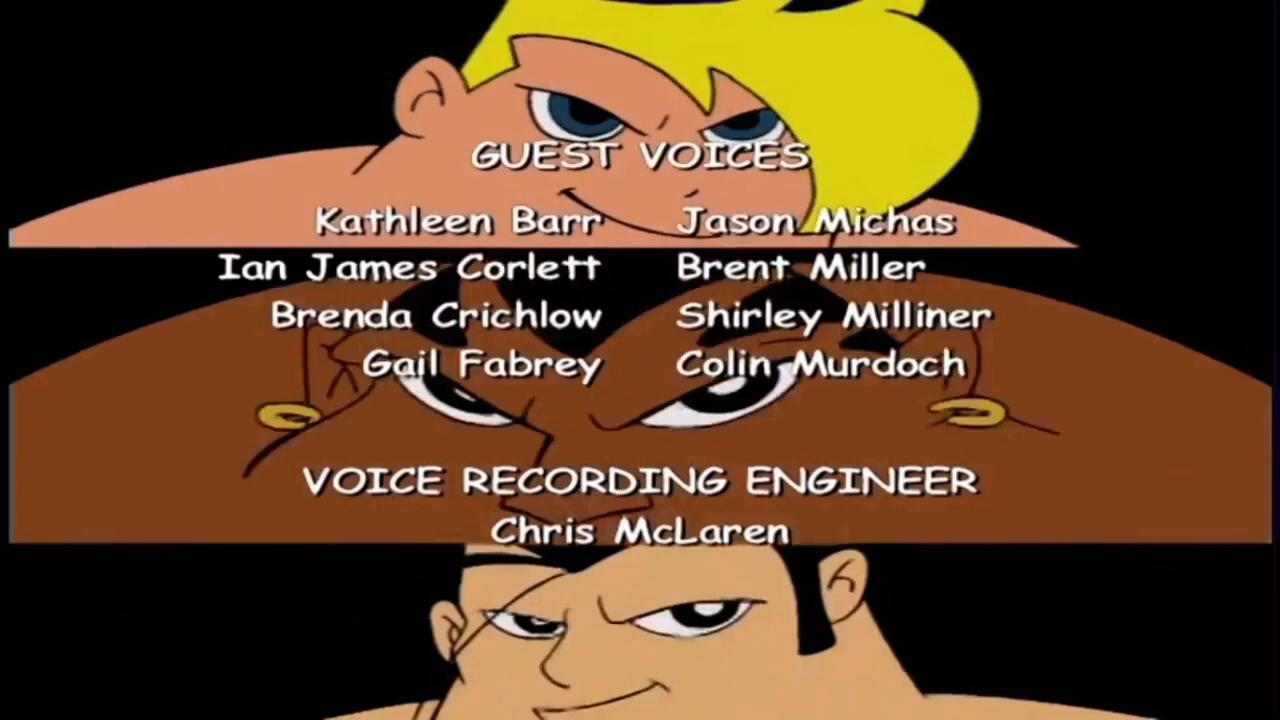 GUEST VOICES
Kathleen Barr Jason Michas
Ian James Corlett Brent Miller
Brenda Crichlow Shirley Milliner
Gail Fabrey Colin Murdoch
VOICE RECORDING ENGINEER
Chris McLaren